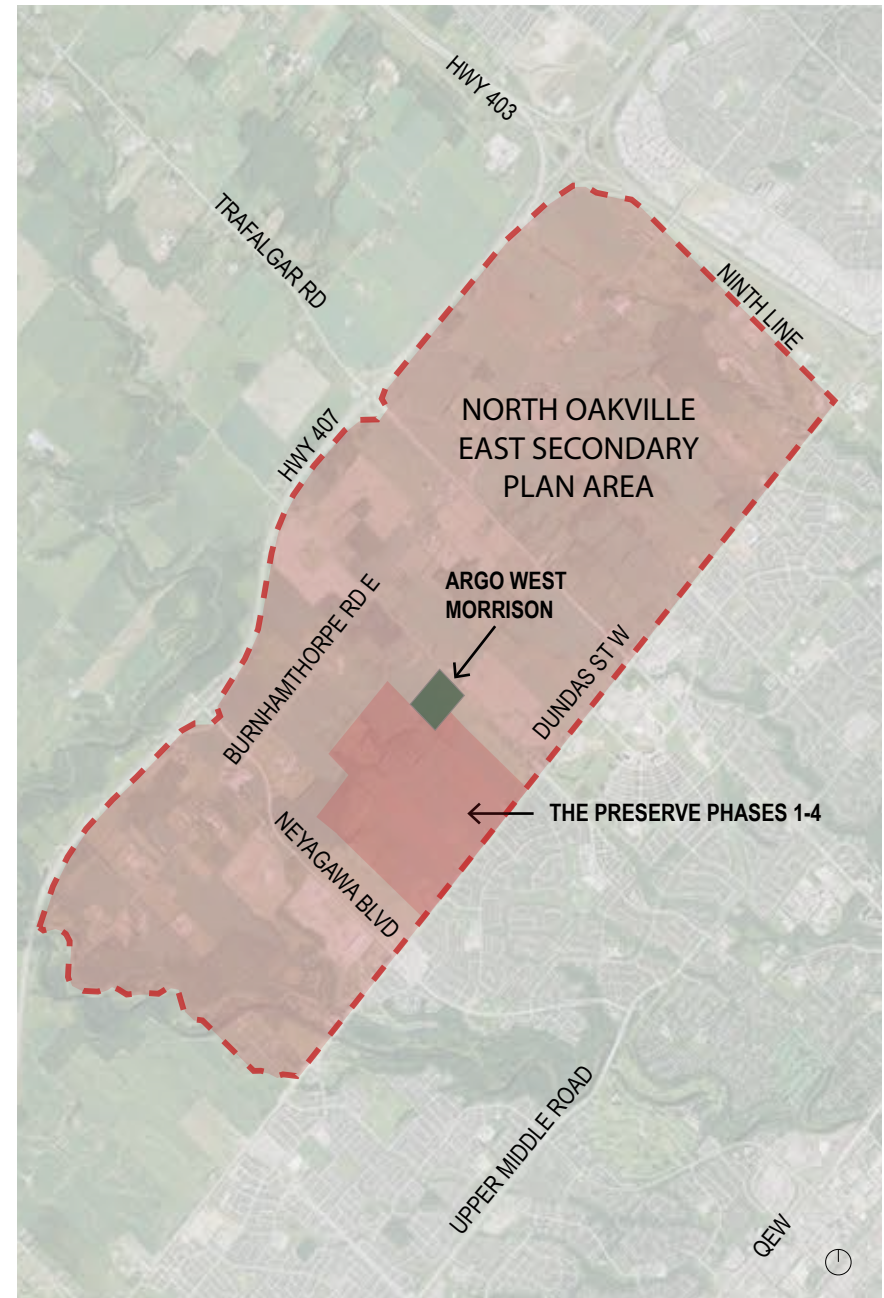 HWY 403
TRAFALGAR RD
NINTH LINE
NORTH OAKVILLE
EAST SECONDARY
PLAN AREA
HWY 407
ARGO WEST
MORRISON
BURNHAMTHORPE RD E
DUNDAS ST W
THE PRESERVE PHASES 1-4
NEYAGAWA BLVD
UPPER MIDDLE ROAD
QEW